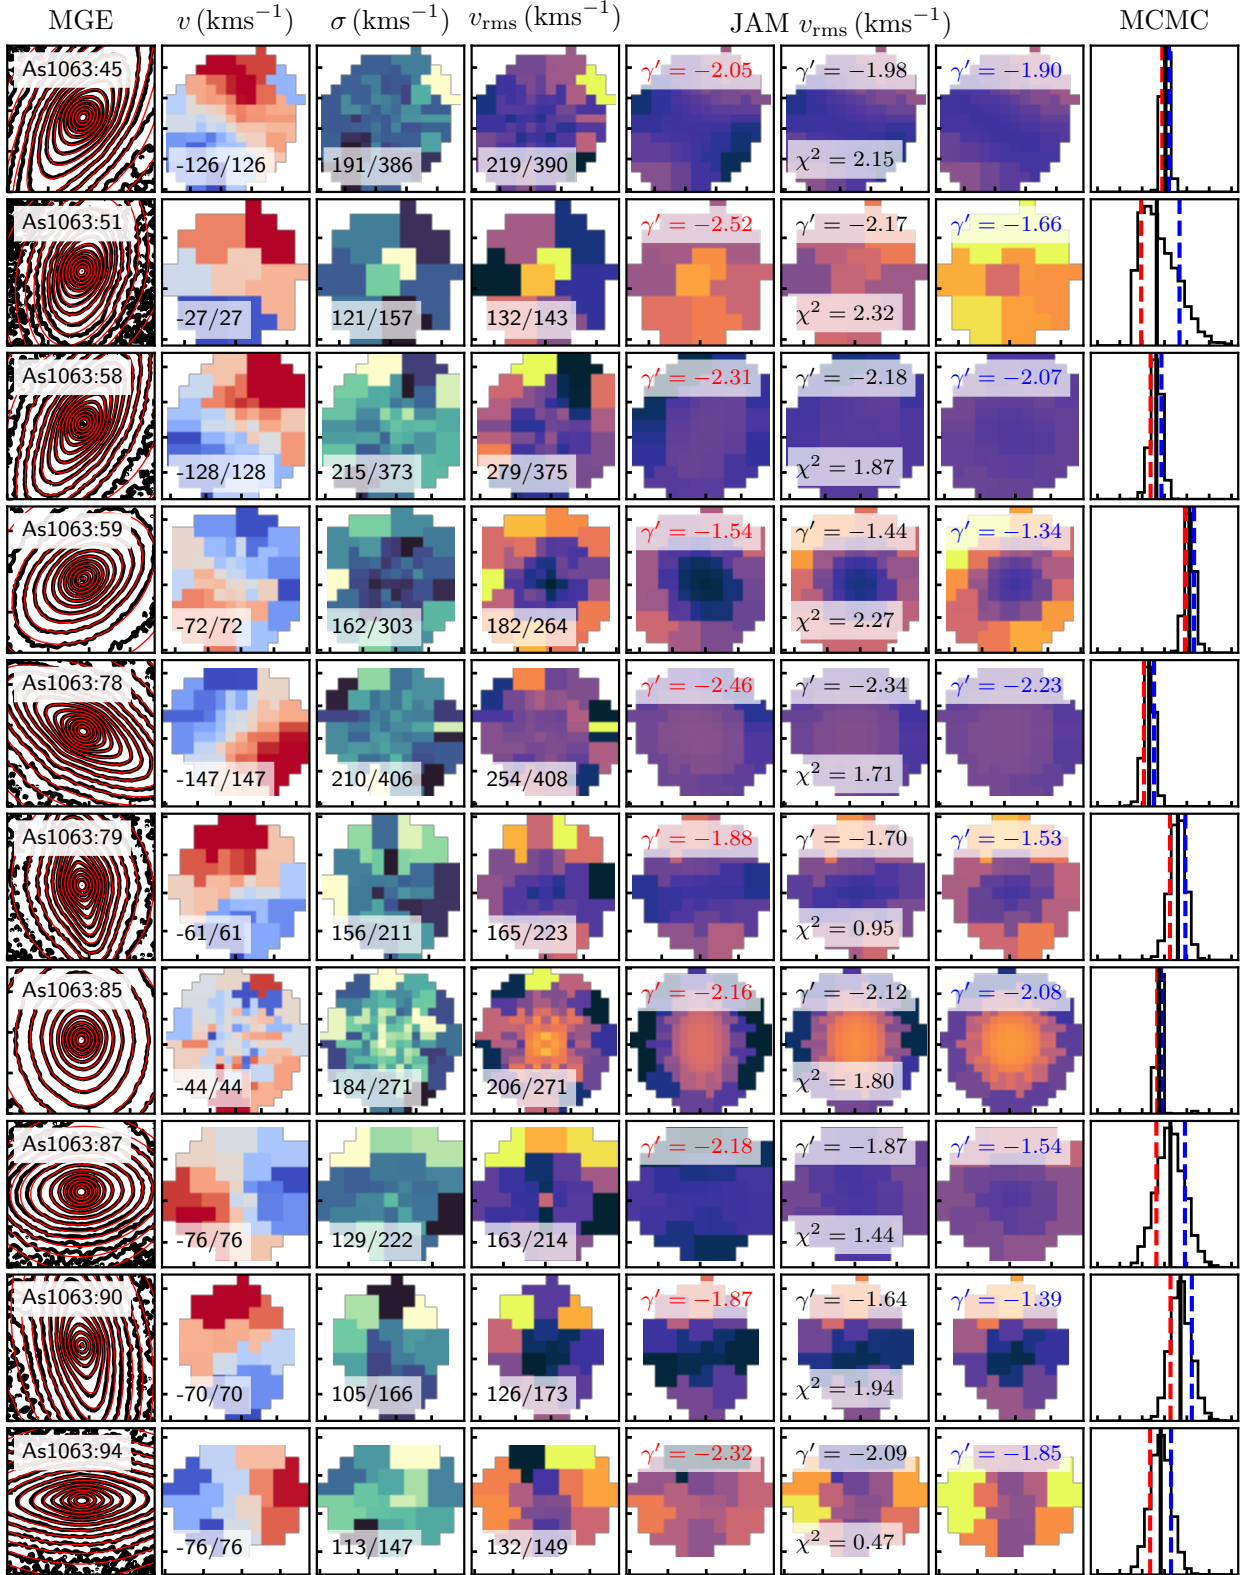 MGE v (kms⁻¹) σ (kms⁻¹) v_rms (kms⁻¹) JAM v_rms (kms⁻¹) MCMC
As1063:45 -126/126 191/386 219/390 γ′ = −2.05 γ′ = −1.98 χ² = 2.15 γ′ = −1.90
As1063:51 -27/27 121/157 132/143 γ′ = −2.52 γ′ = −2.17 χ² = 2.32 γ′ = −1.66
As1063:58 -128/128 215/373 279/375 γ′ = −2.31 γ′ = −2.18 χ² = 1.87 γ′ = −2.07
As1063:59 -72/72 162/303 182/264 γ′ = −1.54 γ′ = −1.44 χ² = 2.27 γ′ = −1.34
As1063:78 -147/147 210/406 254/408 γ′ = −2.46 γ′ = −2.34 χ² = 1.71 γ′ = −2.23
As1063:79 -61/61 156/211 165/223 γ′ = −1.88 γ′ = −1.70 χ² = 0.95 γ′ = −1.53
As1063:85 -44/44 184/271 206/271 γ′ = −2.16 γ′ = −2.12 χ² = 1.80 γ′ = −2.08
As1063:87 -76/76 129/222 163/214 γ′ = −2.18 γ′ = −1.87 χ² = 1.44 γ′ = −1.54
As1063:90 -70/70 105/166 126/173 γ′ = −1.87 γ′ = −1.64 χ² = 1.94 γ′ = −1.39
As1063:94 -76/76 113/147 132/149 γ′ = −2.32 γ′ = −2.09 χ² = 0.47 γ′ = −1.85